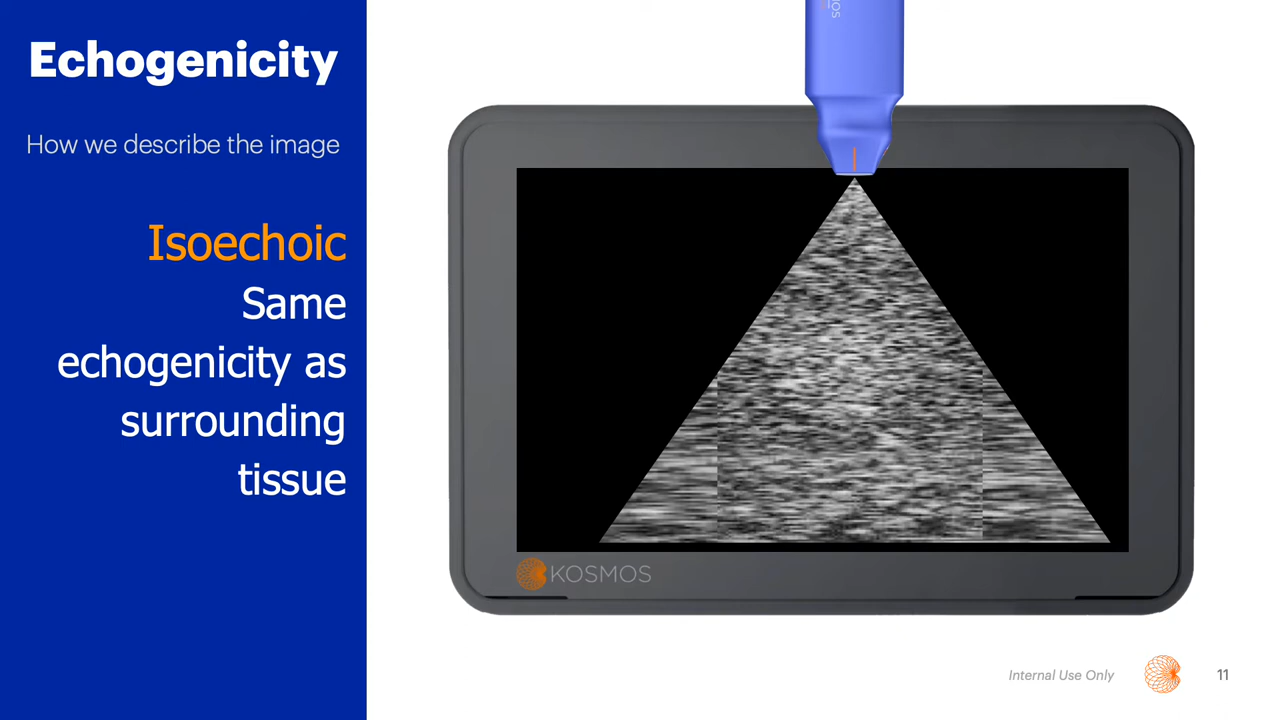 Echogenicity
How we describe the image
Isoechoic
Same
echogenicity as
surrounding
tissue
KOSMOS
Internal Use Only
11